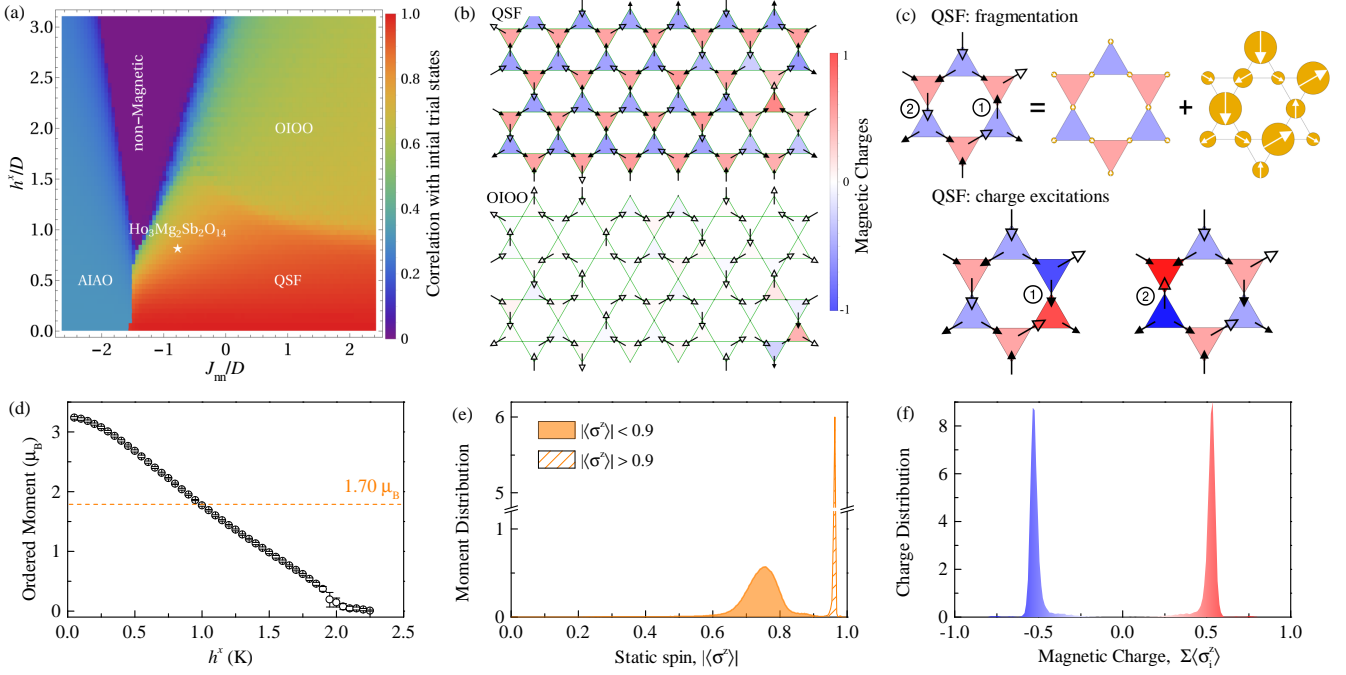 (a)
3.0
2.5
2.0
1.5
1.0
0.5
0.0
h^x/D
non-Magnetic
OIOO
Ho3Mg2Sb2O14
AIAO
QSF
−2
−1
0
1
2
J_nn/D
1.0
0.8
0.6
0.4
0.2
0
Correlation with intial trial states
(b)
QSF
OIOO
1
0
-1
Magnetic Charges
(c)
QSF: fragmentation
②
①
=
+
QSF: charge excitations
①
②
(d)
3
2
1
0
Ordered Moment (μ_B)
1.70 μ_B
0.0
0.5
1.0
1.5
2.0
2.5
h^x (K)
(e)
6
5
1
0
Moment Distribution
|⟨σ^z⟩| < 0.9
|⟨σ^z⟩| > 0.9
0.0
0.2
0.4
0.6
0.8
1.0
Static spin, |⟨σ^z⟩|
(f)
8
6
4
2
0
Charge Distribution
-1.0
-0.5
0.0
0.5
1.0
Magnetic Charge, Σ⟨σ_i^z⟩